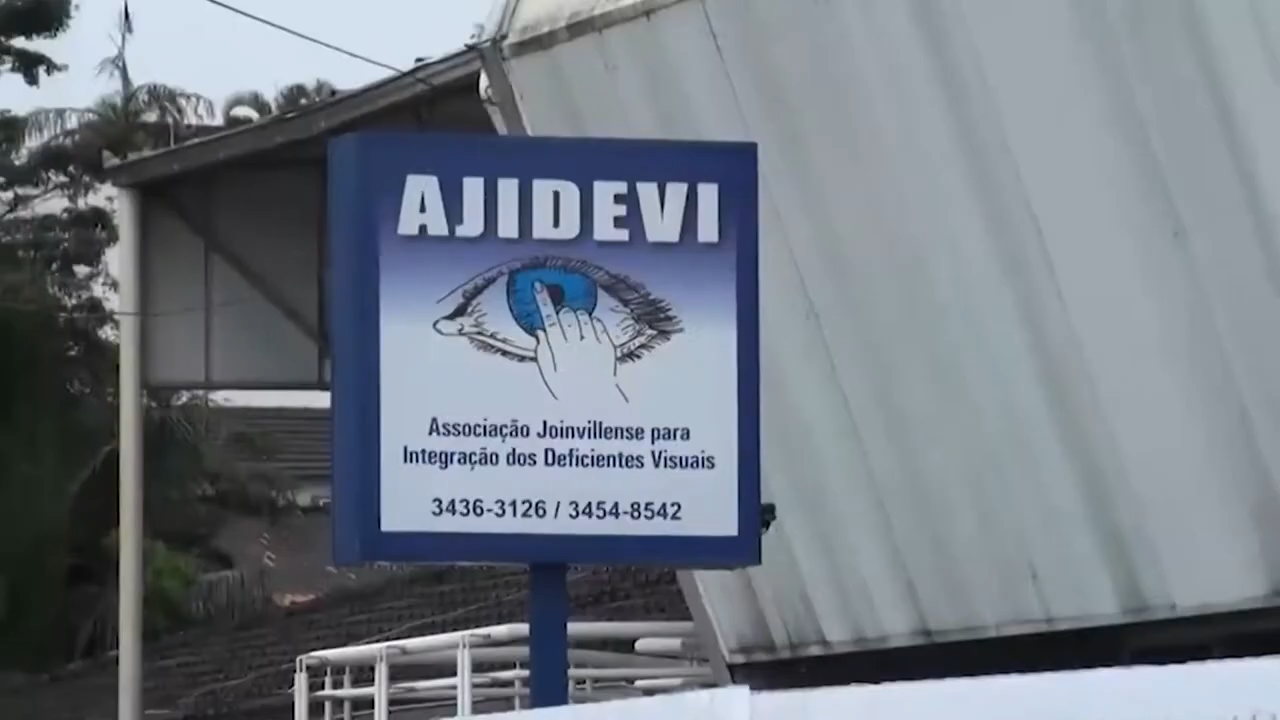 AJIDEVI
Associação Joinvillense para
Integração dos Deficientes Visuais
3436-3126 / 3454-8542